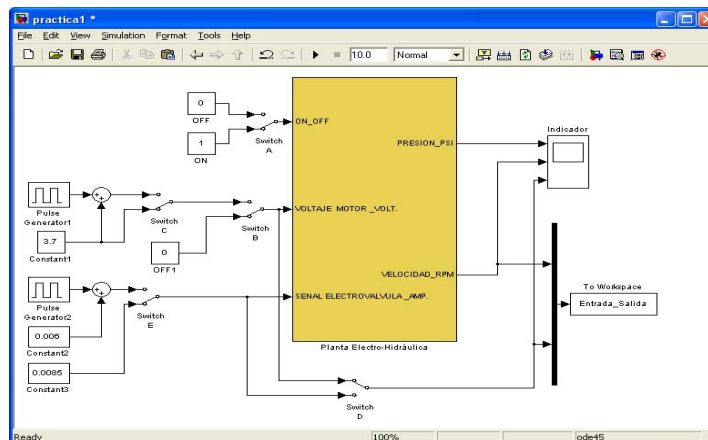 practica1 *
File Edit View Simulation Format Tools Help
10.0 Normal
0
OFF
1
ON
Switch
A
ON_OFF
PRESION_PSI
Indicador
Pulse
Generator1
3.7
Constant1
Switch
C
0
OFF1
Switch
B
VOLTAJE MOTOR _VOLT.
VELOCIDAD_RPM
To Workspace
Entrada_Salida
Pulse
Generator2
0.006
Constant2
0.0085
Constant3
Switch
E
SENAL ELECTROVALVULA _AMP.
Planta Electro-Hidráulica
Switch
D
Ready 100% ode45